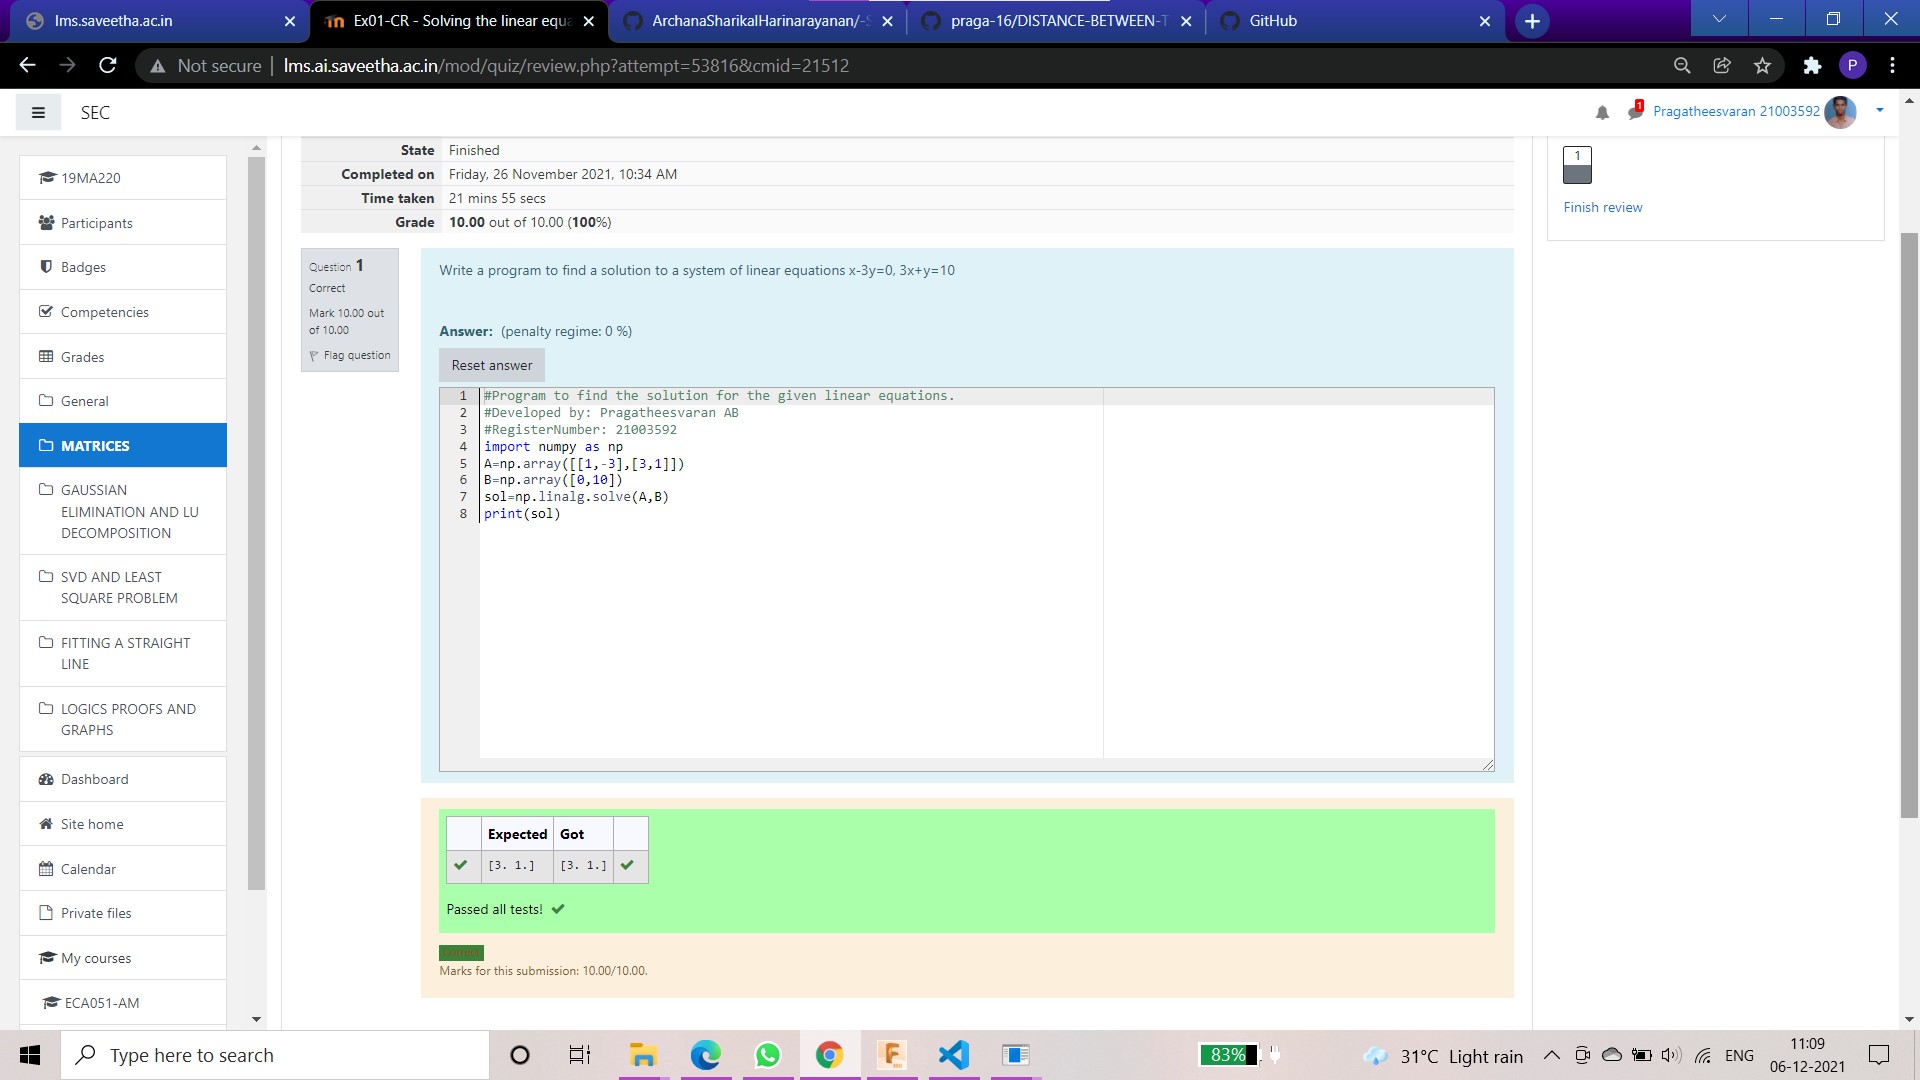 lms.saveetha.ac.in
Ex01-CR - Solving the linear equa
ArchanaSharikalHarinarayanan/-S
praga-16/DISTANCE-BETWEEN-T
GitHub
Not secure | lms.ai.saveetha.ac.in/mod/quiz/review.php?attempt=53816&cmid=21512
P
SEC
1
Pragatheesvaran 21003592
19MA220
Participants
Badges
Competencies
Grades
General
MATRICES
GAUSSIAN
ELIMINATION AND LU
DECOMPOSITION
SVD AND LEAST
SQUARE PROBLEM
FITTING A STRAIGHT
LINE
LOGICS PROOFS AND
GRAPHS
Dashboard
Site home
Calendar
Private files
My courses
ECA051-AM
State Finished
Completed on Friday, 26 November 2021, 10:34 AM
Time taken 21 mins 55 secs
Grade 10.00 out of 10.00 (100%)
Question 1
Correct
Mark 10.00 out
of 10.00
Flag question
Write a program to find a solution to a system of linear equations x-3y=0, 3x+y=10
Answer: (penalty regime: 0 %)
Reset answer
1 #Program to find the solution for the given linear equations.
2 #Developed by: Pragatheesvaran AB
3 #RegisterNumber: 21003592
4 import numpy as np
5 A=np.array([[1,-3],[3,1]])
6 B=np.array([0,10])
7 sol=np.linalg.solve(A,B)
8 print(sol)
Expected Got
[3. 1.] [3. 1.]
Passed all tests!
Marks for this submission: 10.00/10.00.
1
Finish review
Type here to search
83%
31°C Light rain
ENG
11:09
06-12-2021